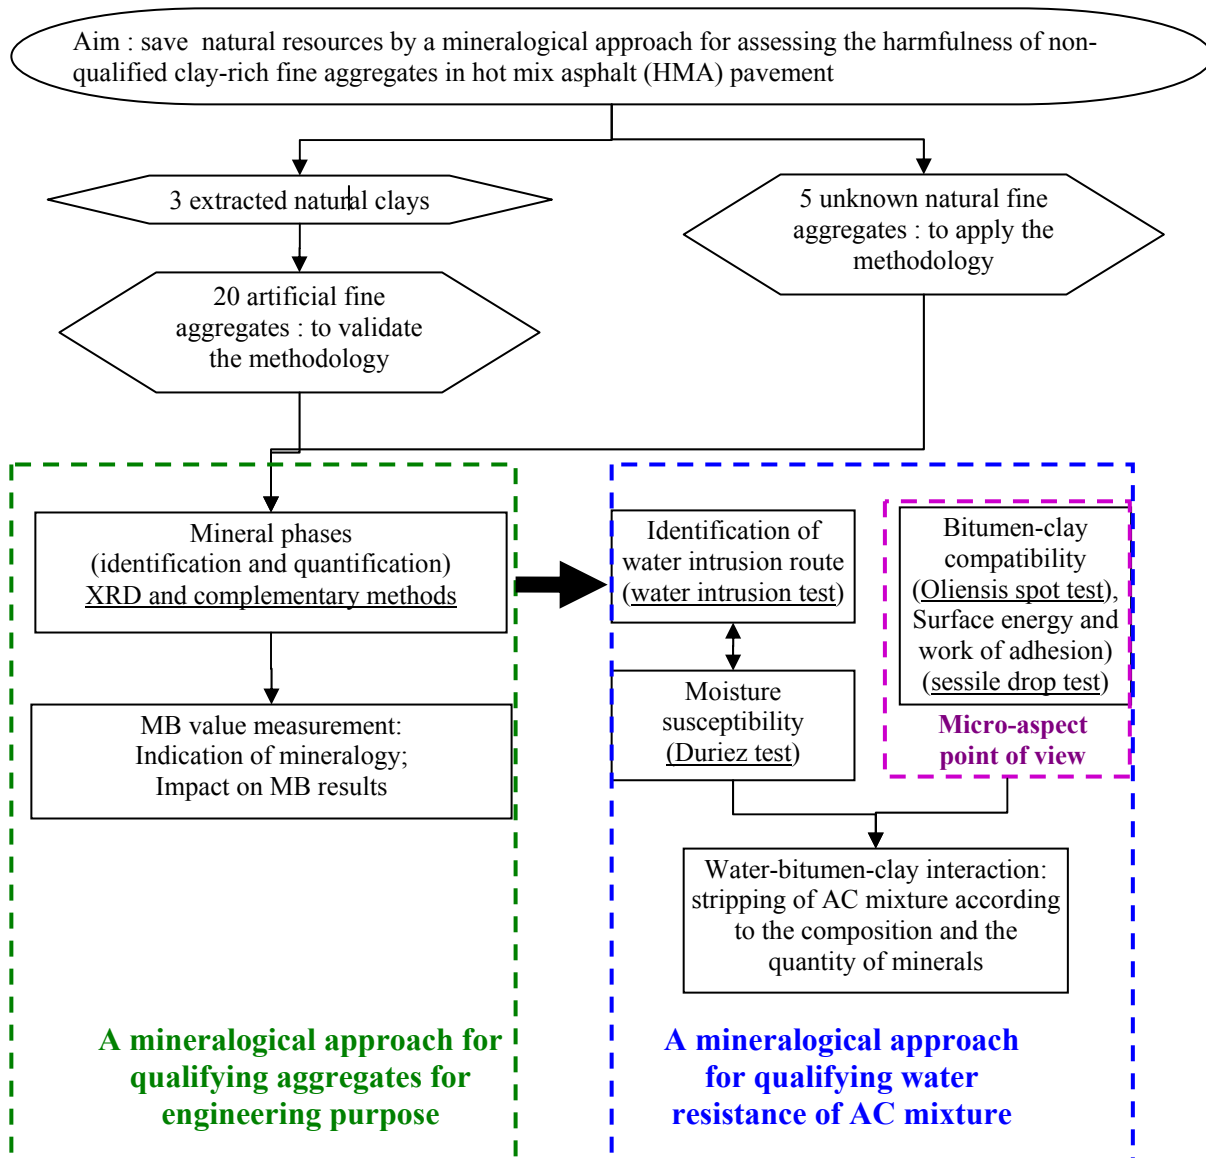 Aim : save natural resources by a mineralogical approach for assessing the harmfulness of non-
qualified clay-rich fine aggregates in hot mix asphalt (HMA) pavement
3 extracted natural clays
5 unknown natural fine
aggregates : to apply the
methodology
20 artificial fine
aggregates : to validate
the methodology
Mineral phases
(identification and quantification)
XRD and complementary methods
MB value measurement:
Indication of mineralogy;
Impact on MB results
A mineralogical approach for
qualifying aggregates for
engineering purpose
Identification of
water intrusion route
(water intrusion test)
Moisture
susceptibility
(Duriez test)
Bitumen-clay
compatibility
(Oliensis spot test),
Surface energy and
work of adhesion)
(sessile drop test)
Micro-aspect
point of view
Water-bitumen-clay interaction:
stripping of AC mixture according
to the composition and the
quantity of minerals
A mineralogical approach
for qualifying water
resistance of AC mixture